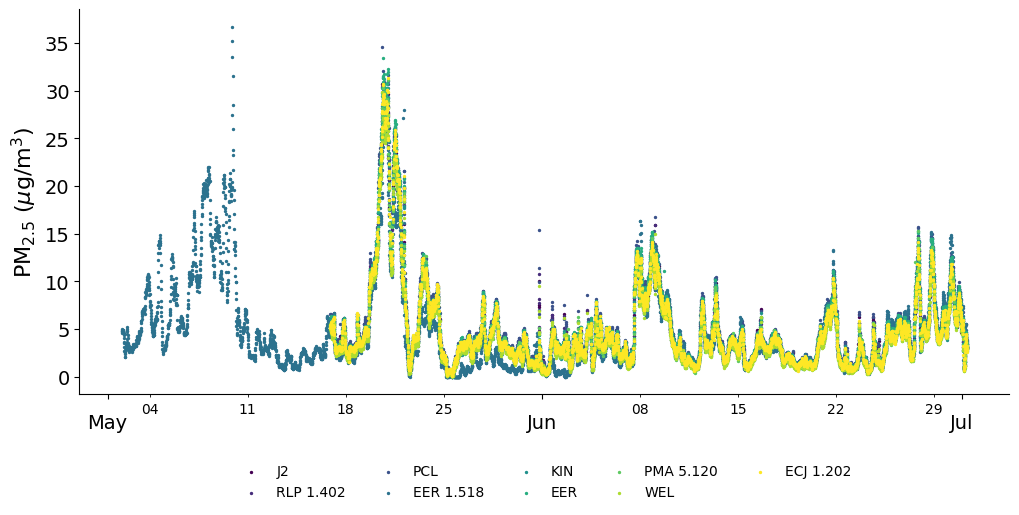 PM2.5 (μg/m3)
35
30
25
20
15
10
5
0
04 11 18 25 08 15 22 29
May Jun Jul
J2 PCL KIN PMA 5.120 ECJ 1.202
RLP 1.402 EER 1.518 EER WEL